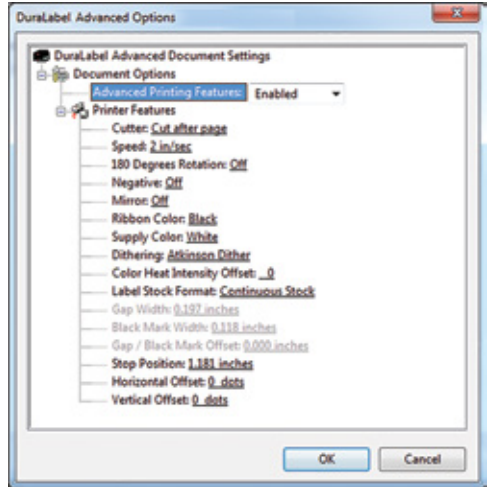 DuraLabel Advanced Options
DuraLabel Advanced Document Settings
Document Options
Advanced Printing Features: Enabled
Printer Features
Cutter: Cut after page
Speed: 2 in/sec
180 Degrees Rotation: Off
Negative: Off
Mirror: Off
Ribbon Color: Black
Supply Color: White
Dithering: Atkinson Dither
Color Heat Intensity Offset: 0
Label Stock Format: Continuous Stock
Gap Width: 0.197 inches
Black Mark Width: 0.118 inches
Gap / Black Mark Offset: 0.000 inches
Stop Position: 1.181 inches
Horizontal Offset: 0 dots
Vertical Offset: 0 dots
OK Cancel